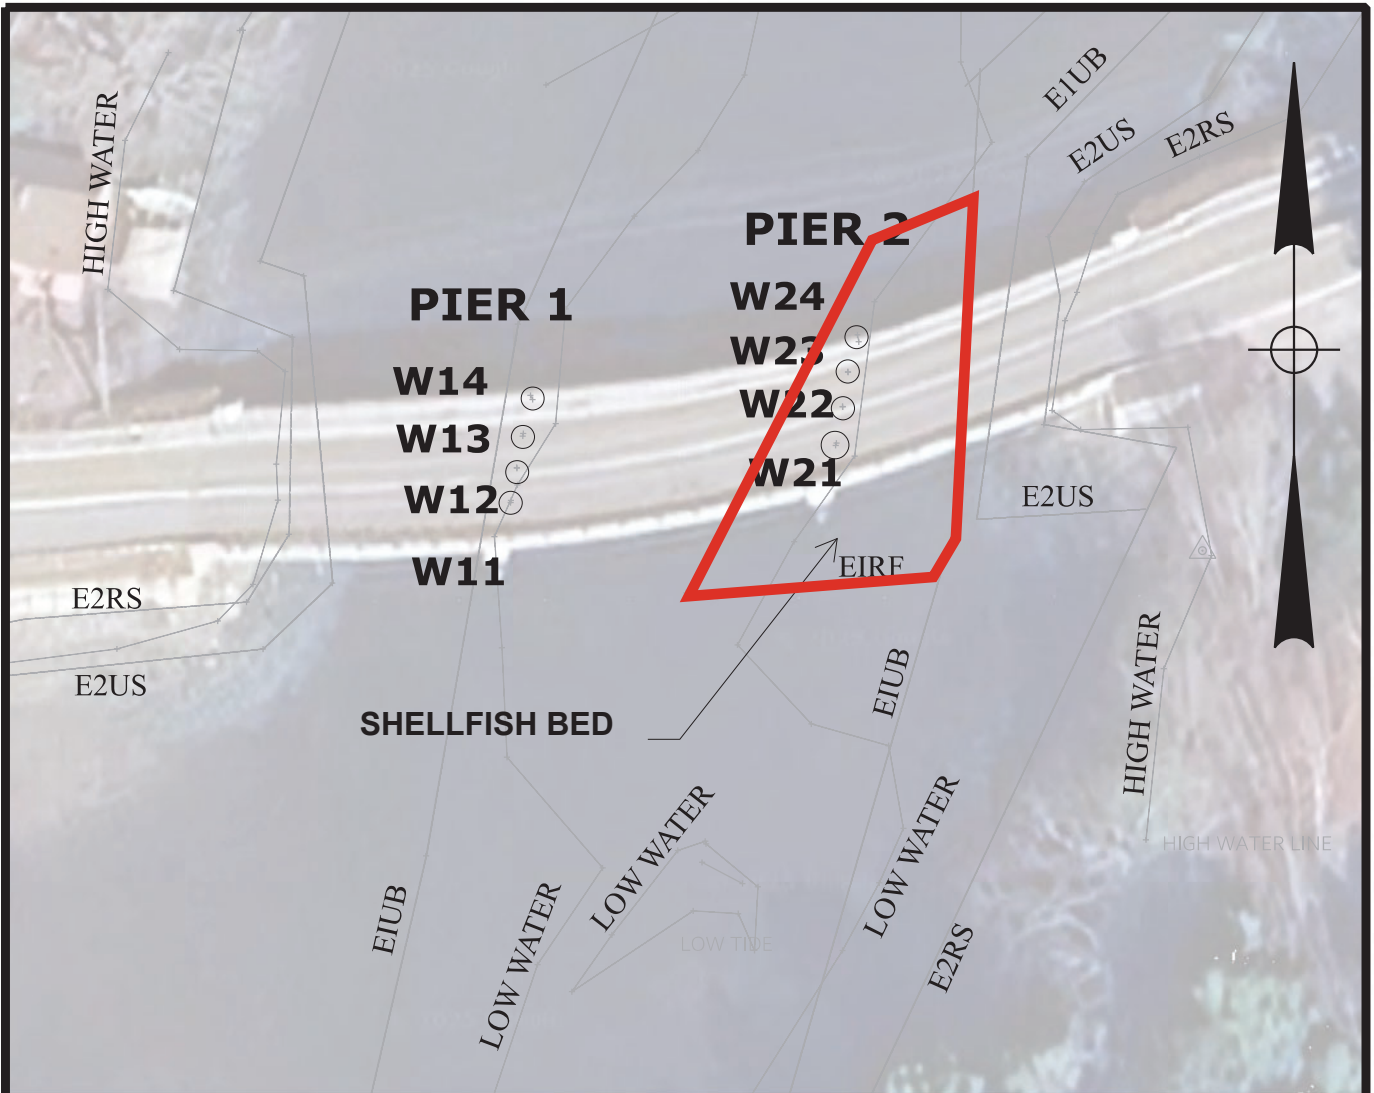 E1UB
E2US
E2RS
HIGH WATER
PIER 2
PIER 1
W24
W23
W22
W21
W14
W13
W12
W11
E2US
EIRF
E2RS
E2US
SHELLFISH BED
EIUB
HIGH WATER
LOW WATER
LOW WATER
HIGH WATER LINE
EIUB
LOW WATER
LOW TIDE
E2RS